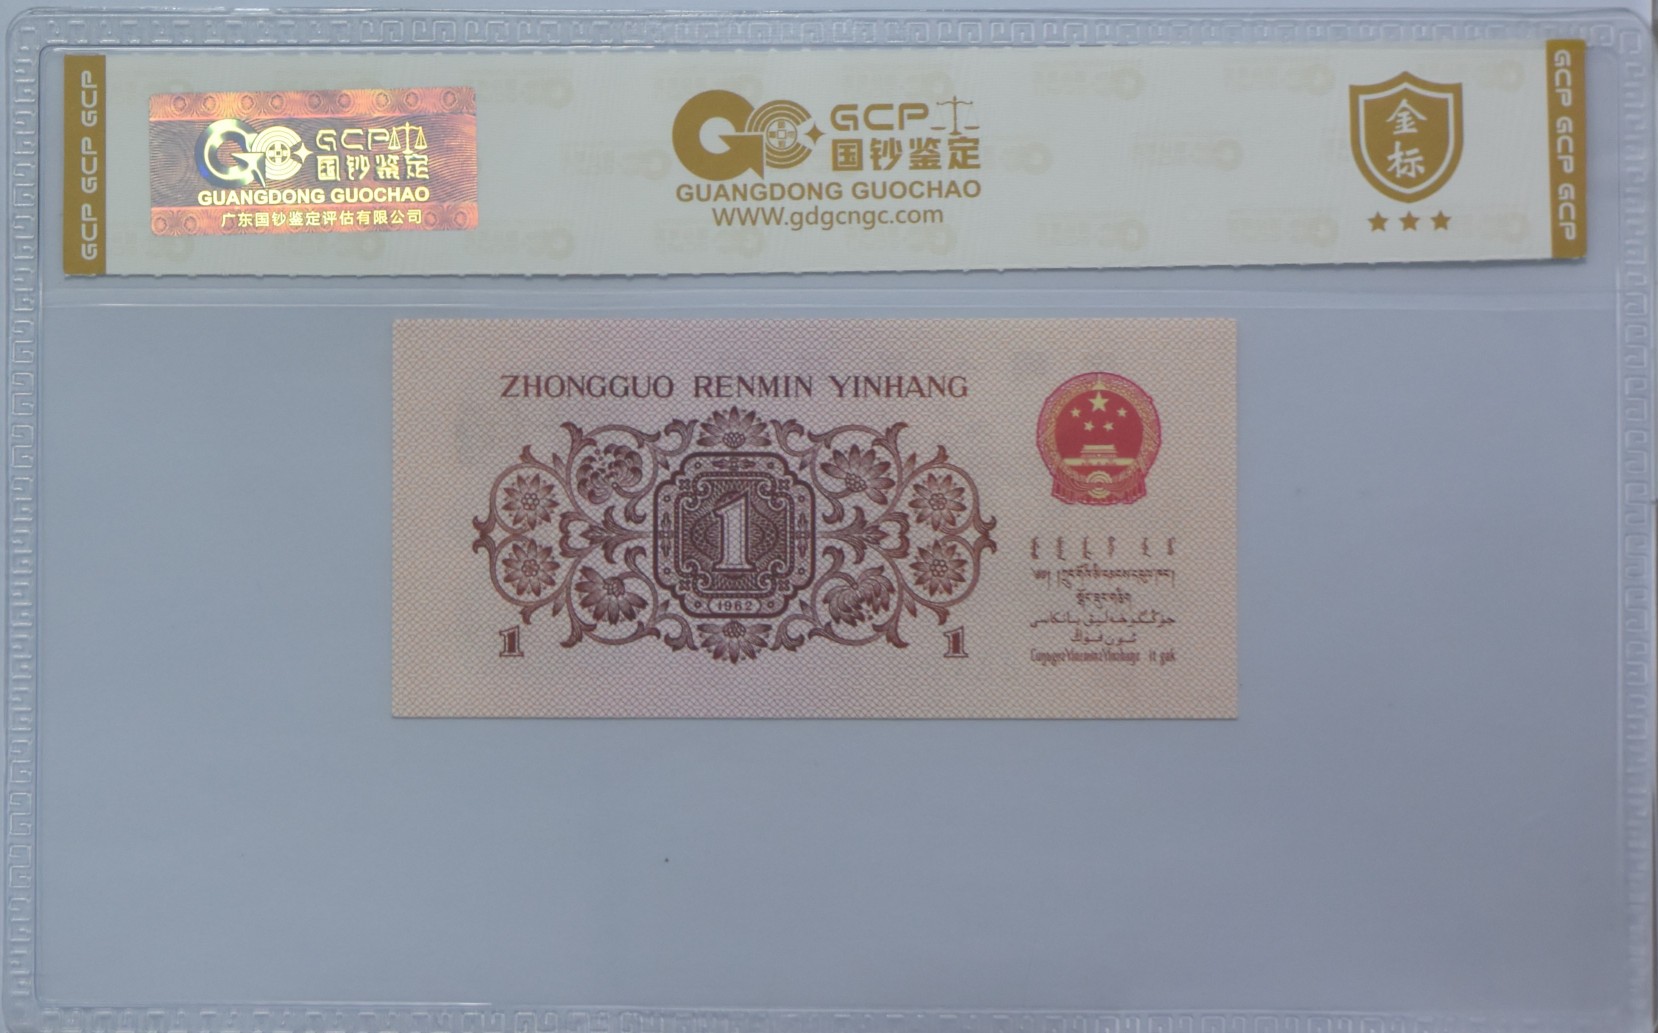 GCP GCP GCP
GCP
国钞鉴定
GUANGDONG GUOCHAO
广东国钞鉴定评估有限公司
GCP
国钞鉴定
GUANGDONG GUOCHAO
WWW.gdgcngc.com
金
标
GCP GCP GCP
ZHONGGUO RENMIN YINHANG
1
1962
1
1